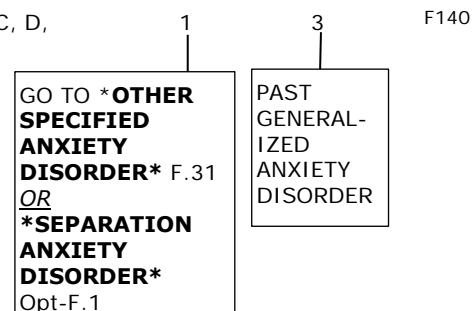 C, D, 1 3 F140
GO TO *OTHER
SPECIFIED
ANXIETY
DISORDER* F.31
OR
*SEPARATION
ANXIETY
DISORDER*
Opt-F.1
PAST
GENERAL-
IZED
ANXIETY
DISORDER